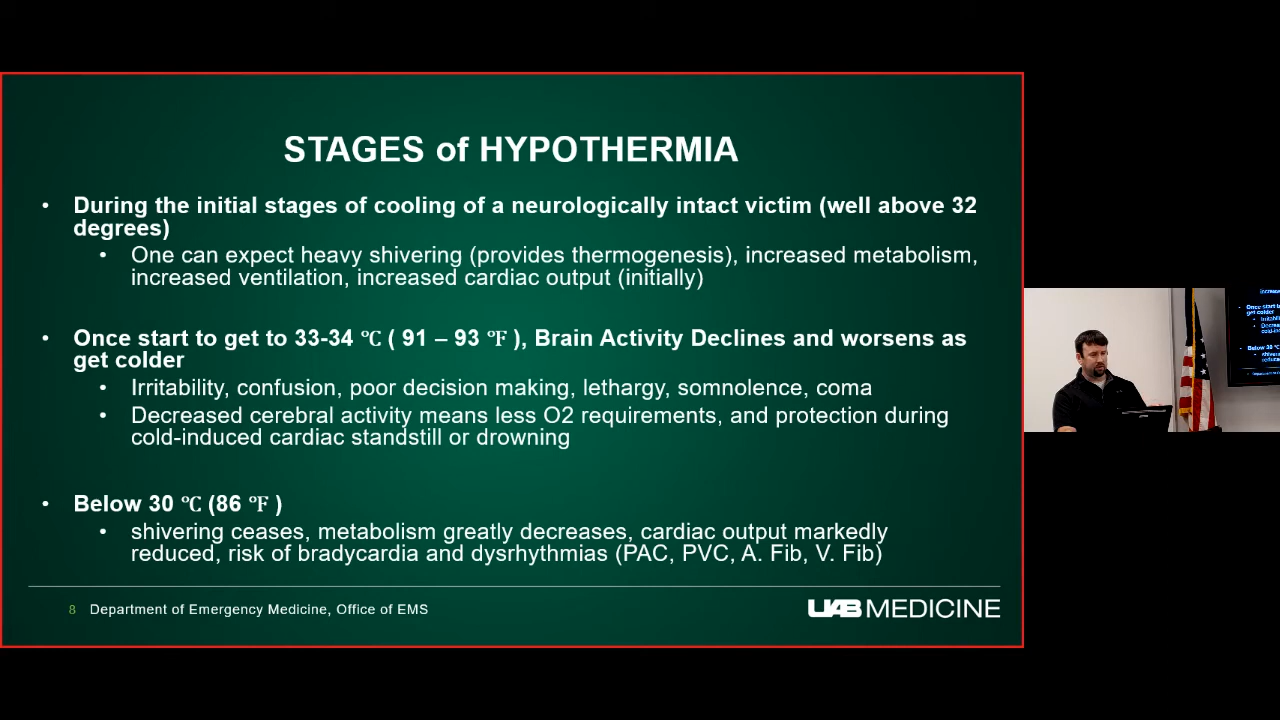 STAGES of HYPOTHERMIA
• During the initial stages of cooling of a neurologically intact victim (well above 32
degrees)
• One can expect heavy shivering (provides thermogenesis), increased metabolism,
increased ventilation, increased cardiac output (initially)
• Once start to get to 33-34 ℃ ( 91 – 93 ℉ ), Brain Activity Declines and worsens as
get colder
• Irritability, confusion, poor decision making, lethargy, somnolence, coma
• Decreased cerebral activity means less O2 requirements, and protection during
cold-induced cardiac standstill or drowning
• Below 30 ℃ (86 ℉ )
• shivering ceases, metabolism greatly decreases, cardiac output markedly
reduced, risk of bradycardia and dysrhythmias (PAC, PVC, A. Fib, V. Fib)
8 Department of Emergency Medicine, Office of EMS
UAB MEDICINE